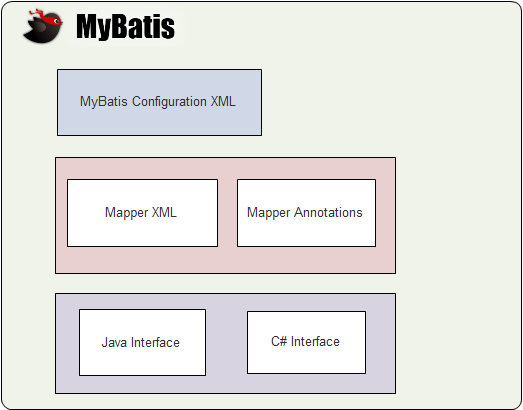 MyBatis
MyBatis Configuration XML
Mapper XML
Mapper Annotations
Java Interface
C# Interface